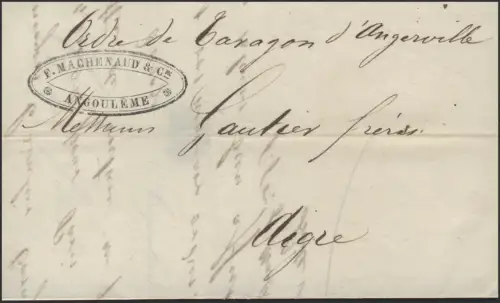 Ordre de Taragon d'Angerville
F. MACHENAUD & Cie
ANGOULÊME
Messieurs Gautier frères
Aigre